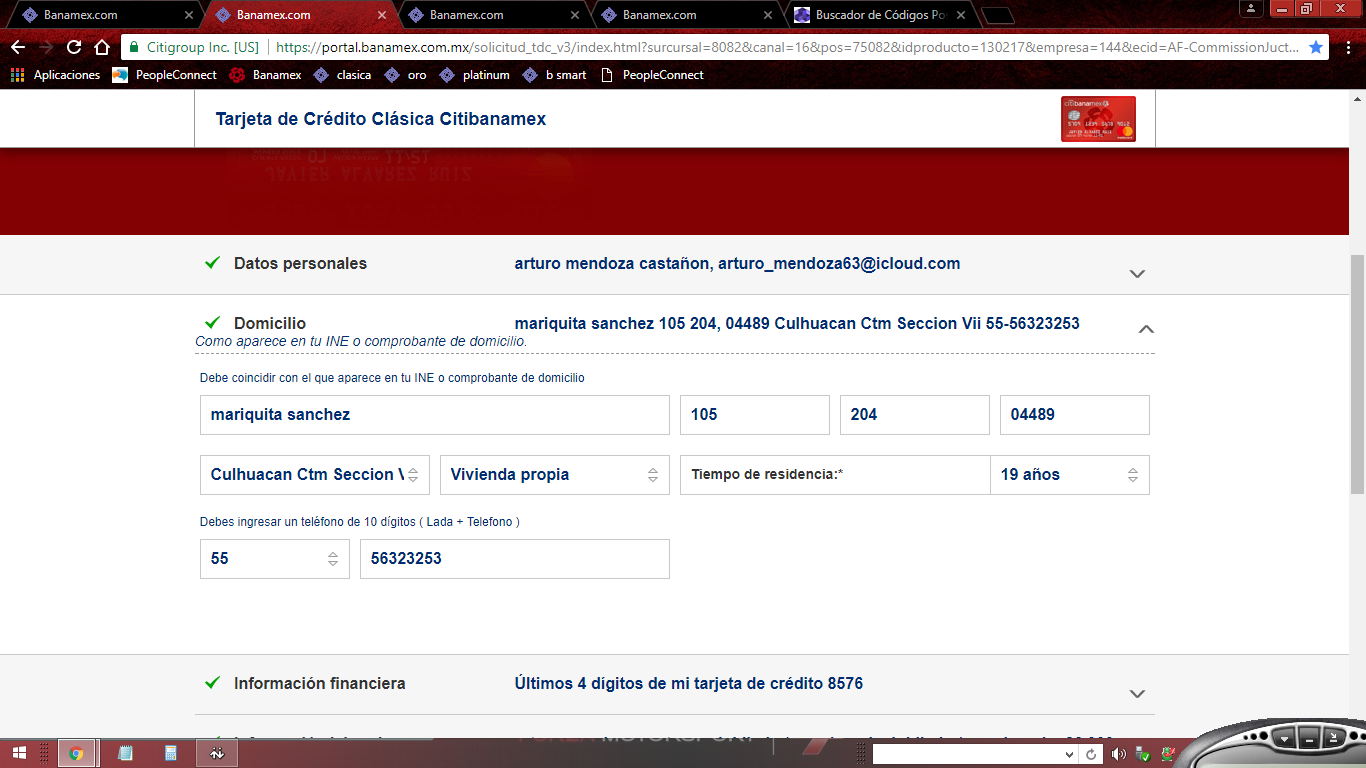 Banamex.com Banamex.com Banamex.com Banamex.com Buscador de Códigos Po
Citigroup Inc. [US] https://portal.banamex.com.mx/solicitud_tdc_v3/index.html?surcursal=8082&canal=16&pos=75082&idproducto=130217&empresa=144&ecid=AF-CommissionJuct...
Aplicaciones PeopleConnect Banamex clasica oro platinum b smart PeopleConnect
Tarjeta de Crédito Clásica Citibanamex
citibanamex
JAVIER ALVAREZ RUIZ
Datos personales arturo mendoza castañon, arturo_mendoza63@icloud.com
Domicilio mariquita sanchez 105 204, 04489 Culhuacan Ctm Seccion Vii 55-56323253
Como aparece en tu INE o comprobante de domicilio.
Debe coincidir con el que aparece en tu INE o comprobante de domicilio
mariquita sanchez 105 204 04489
Culhuacan Ctm Seccion V Vivienda propia Tiempo de residencia:* 19 años
Debes ingresar un teléfono de 10 dígitos ( Lada + Telefono )
55 56323253
Información financiera Últimos 4 dígitos de mi tarjeta de crédito 8576